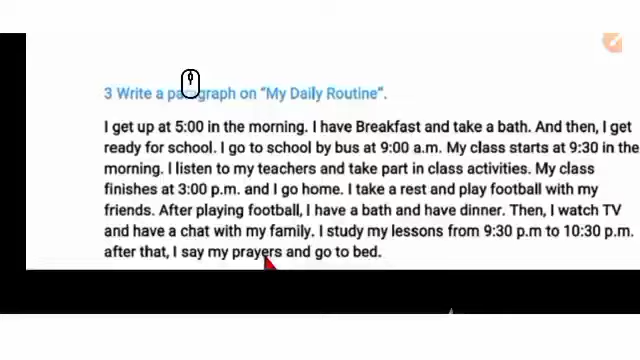 3 Write a paragraph on “My Daily Routine”.
I get up at 5:00 in the morning. I have Breakfast and take a bath. And then, I get
ready for school. I go to school by bus at 9:00 a.m. My class starts at 9:30 in the
morning. I listen to my teachers and take part in class activities. My class
finishes at 3:00 p.m. and I go home. I take a rest and play football with my
friends. After playing football, I have a bath and have dinner. Then, I watch TV
and have a chat with my family. I study my lessons from 9:30 p.m to 10:30 p.m.
after that, I say my prayers and go to bed.